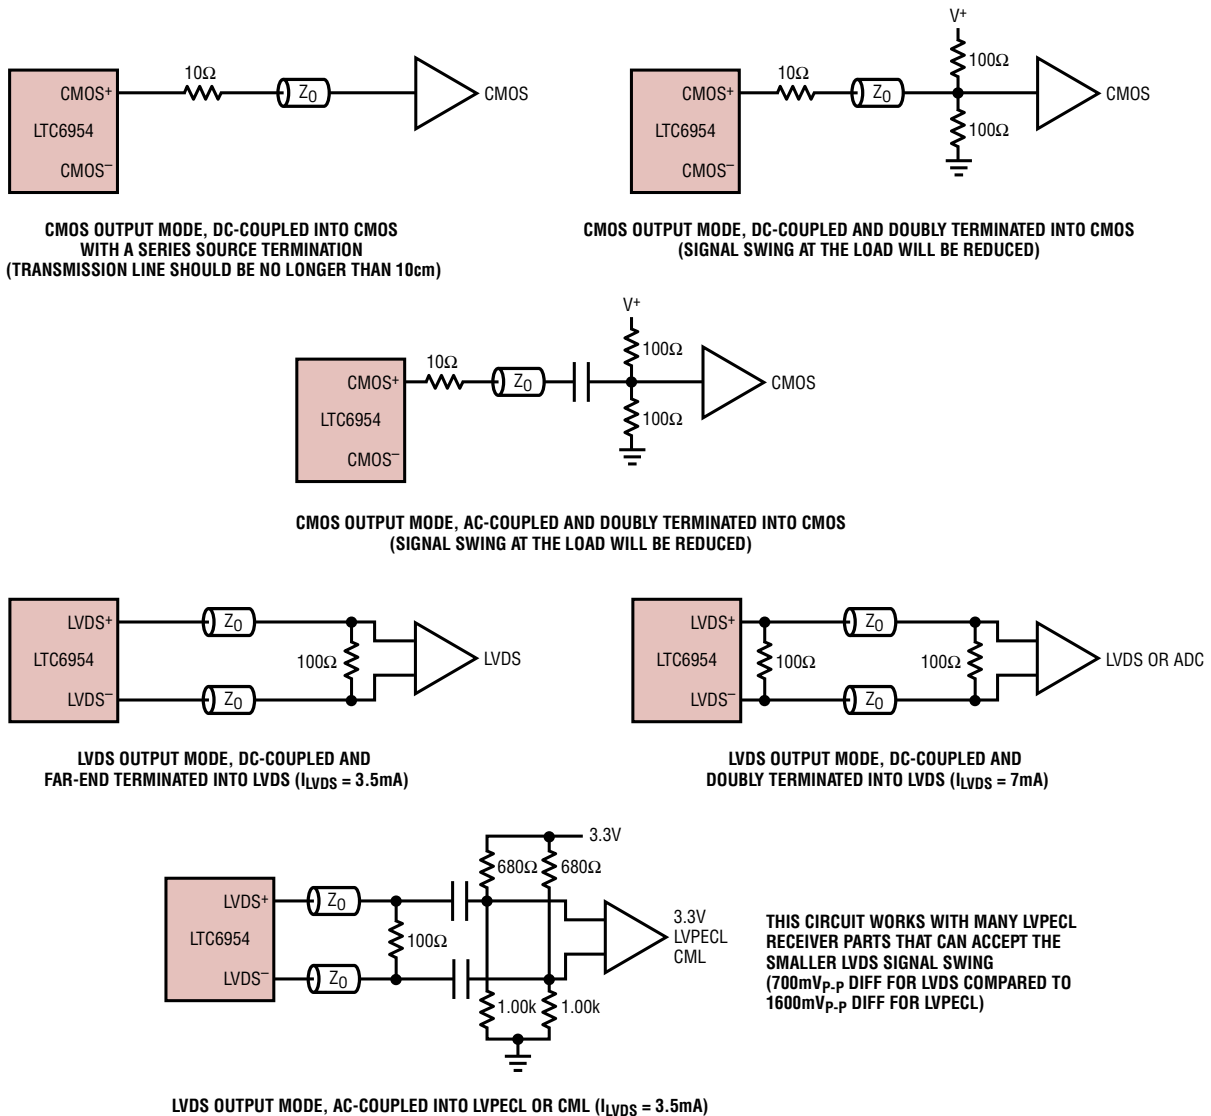 10Ω
Z0
CMOS+
LTC6954
CMOS–
CMOS
CMOS OUTPUT MODE, DC-COUPLED INTO CMOS
WITH A SERIES SOURCE TERMINATION
(TRANSMISSION LINE SHOULD BE NO LONGER THAN 10cm)
V+
100Ω
10Ω
Z0
CMOS+
LTC6954
CMOS–
CMOS
100Ω
CMOS OUTPUT MODE, DC-COUPLED AND DOUBLY TERMINATED INTO CMOS
(SIGNAL SWING AT THE LOAD WILL BE REDUCED)
V+
100Ω
10Ω
Z0
CMOS+
LTC6954
CMOS–
CMOS
100Ω
CMOS OUTPUT MODE, AC-COUPLED AND DOUBLY TERMINATED INTO CMOS
(SIGNAL SWING AT THE LOAD WILL BE REDUCED)
LVDS+
Z0
LTC6954
100Ω
LVDS
LVDS–
Z0
LVDS OUTPUT MODE, DC-COUPLED AND
FAR-END TERMINATED INTO LVDS (ILVDS = 3.5mA)
LVDS+
Z0
LTC6954
100Ω
100Ω
LVDS OR ADC
LVDS–
Z0
LVDS OUTPUT MODE, DC-COUPLED AND
DOUBLY TERMINATED INTO LVDS (ILVDS = 7mA)
3.3V
680Ω
680Ω
LVDS+
Z0
LTC6954
100Ω
LVDS–
Z0
1.00k
1.00k
3.3V
LVPECL
CML
THIS CIRCUIT WORKS WITH MANY LVPECL
RECEIVER PARTS THAT CAN ACCEPT THE
SMALLER LVDS SIGNAL SWING
(700mVP-P DIFF FOR LVDS COMPARED TO
1600mVP-P DIFF FOR LVPECL)
LVDS OUTPUT MODE, AC-COUPLED INTO LVPECL OR CML (ILVDS = 3.5mA)